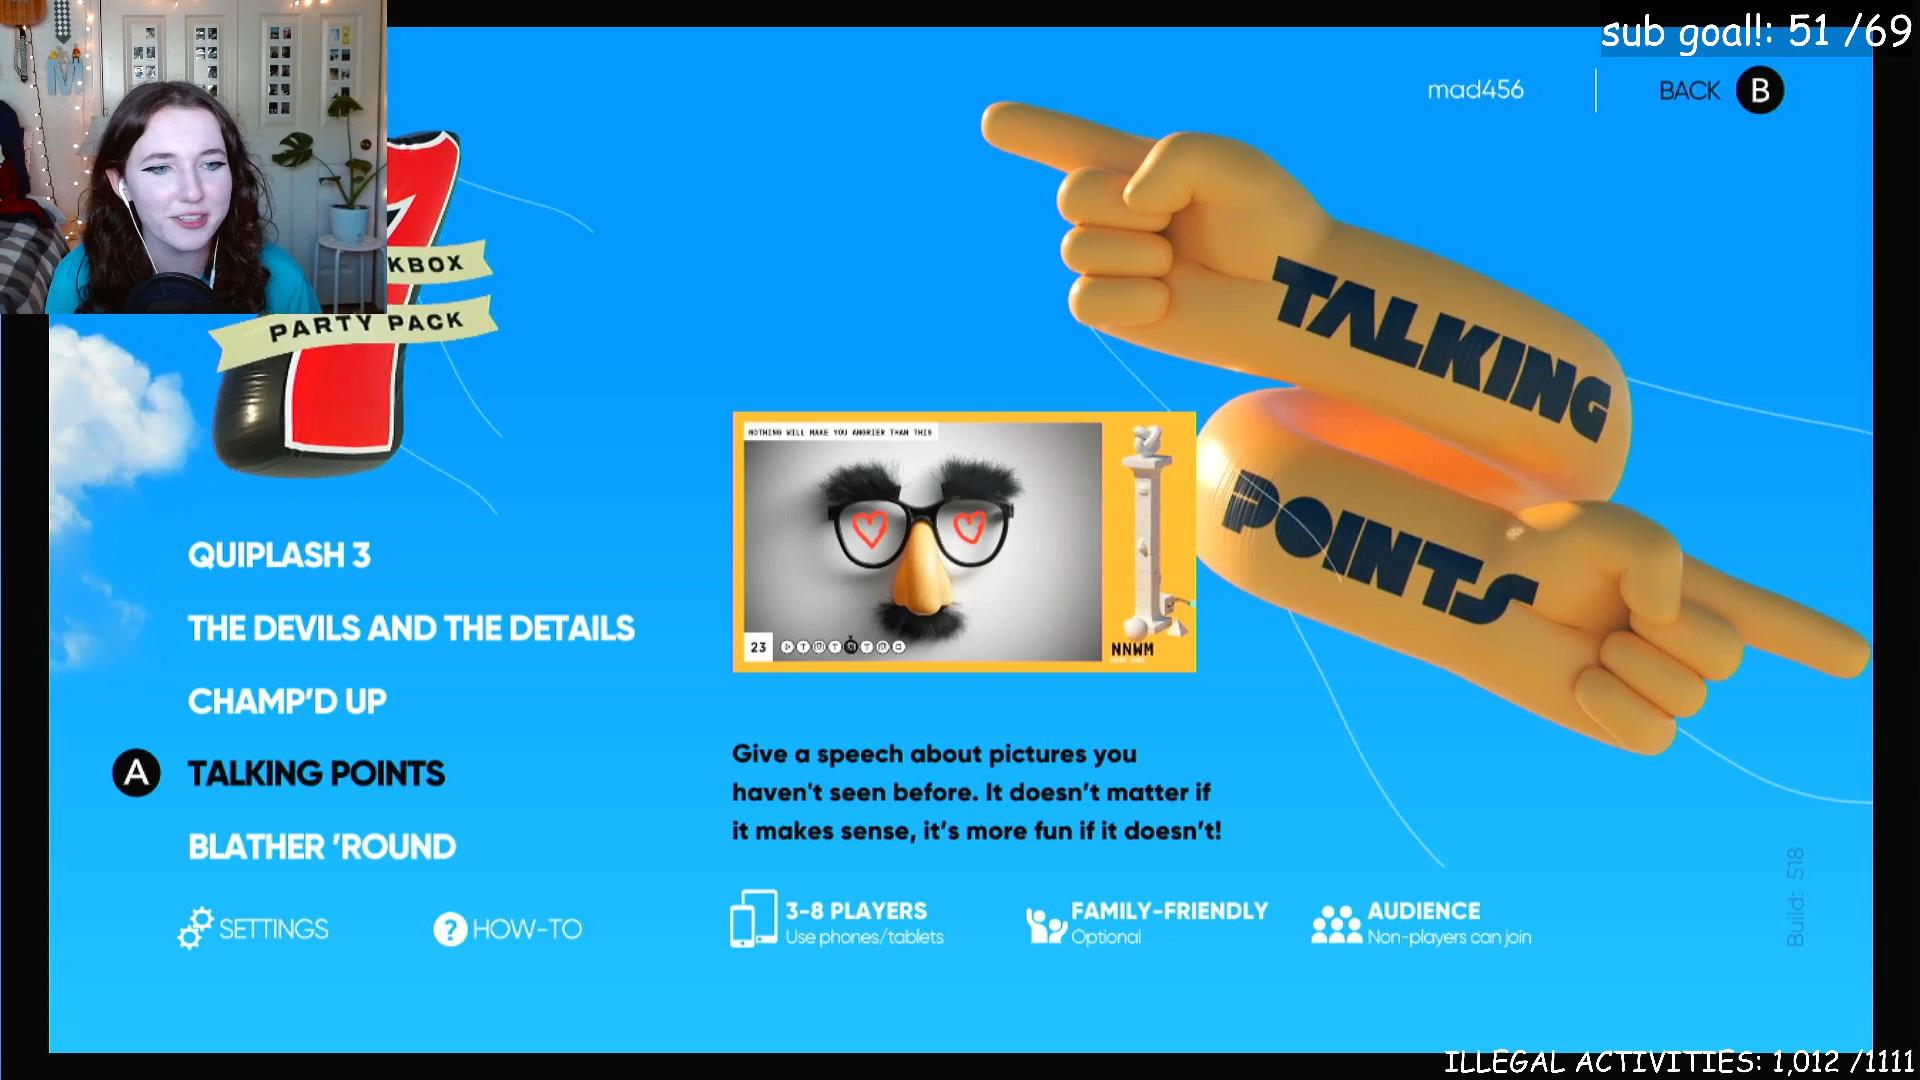 sub goal!: 51 /69
mad456
BACK B
KBOX
PARTY PACK
TALKING
POINTS
NOTHING WILL MAKE YOU ANGRIER THAN THIS
23
NNWM
QUIPLASH 3
THE DEVILS AND THE DETAILS
CHAMP'D UP
A TALKING POINTS
BLATHER 'ROUND
SETTINGS
? HOW-TO
Give a speech about pictures you
haven't seen before. It doesn't matter if
it makes sense, it's more fun if it doesn't!
3-8 PLAYERS
Use phones/tablets
FAMILY-FRIENDLY
Optional
AUDIENCE
Non-players can join
Build: 518
ILLEGAL ACTIVITIES: 1,012 /1111